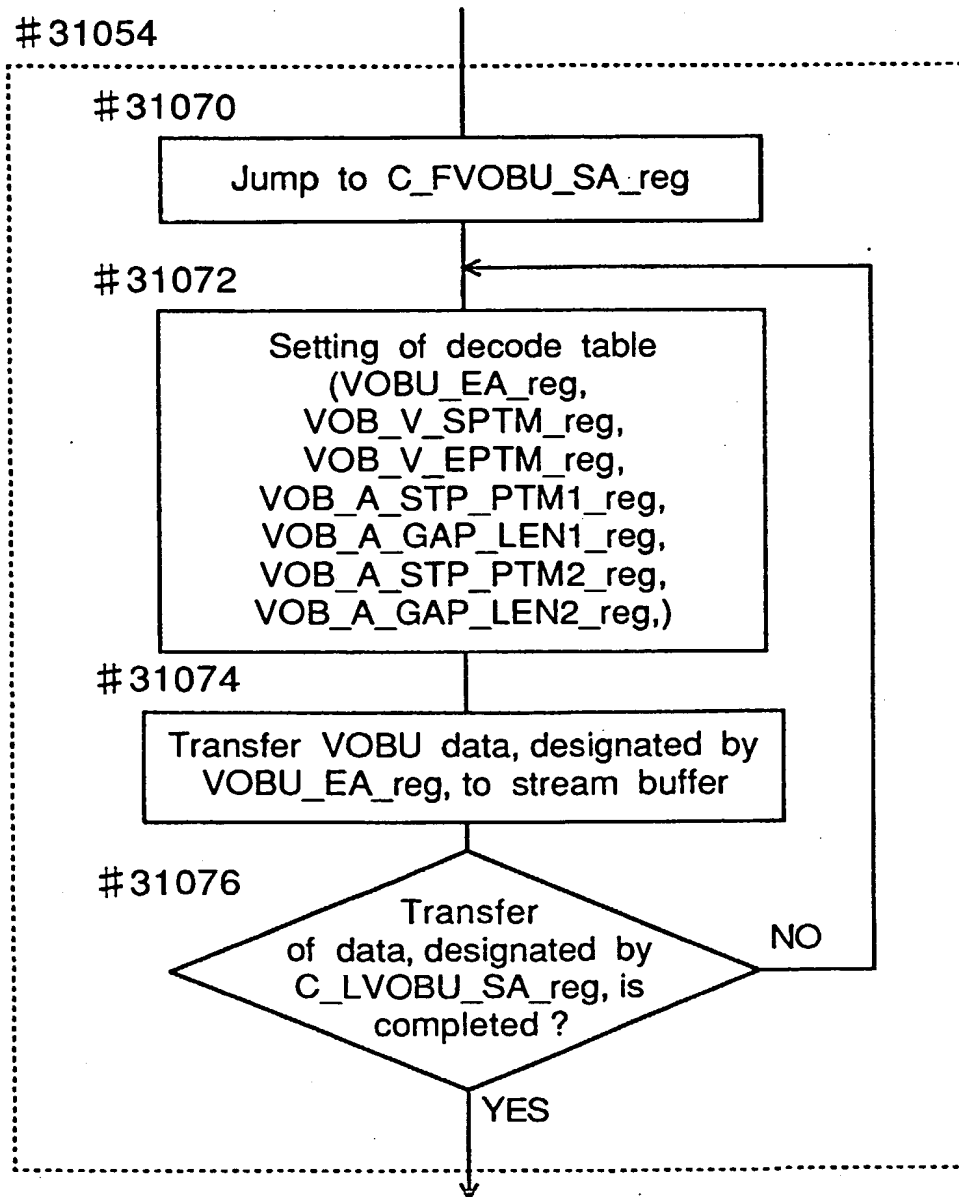 #31054
#31070
Jump to C_FVOBU_SA_reg
#31072
Setting of decode table
(VOBU_EA_reg,
VOB_V_SPTM_reg,
VOB_V_EPTM_reg,
VOB_A_STP_PTM1_reg,
VOB_A_GAP_LEN1_reg,
VOB_A_STP_PTM2_reg,
VOB_A_GAP_LEN2_reg,)
#31074
Transfer VOBU data, designated by
VOBU_EA_reg, to stream buffer
#31076
Transfer
of data, designated by
C_LVOBU_SA_reg, is
completed ?
NO
YES